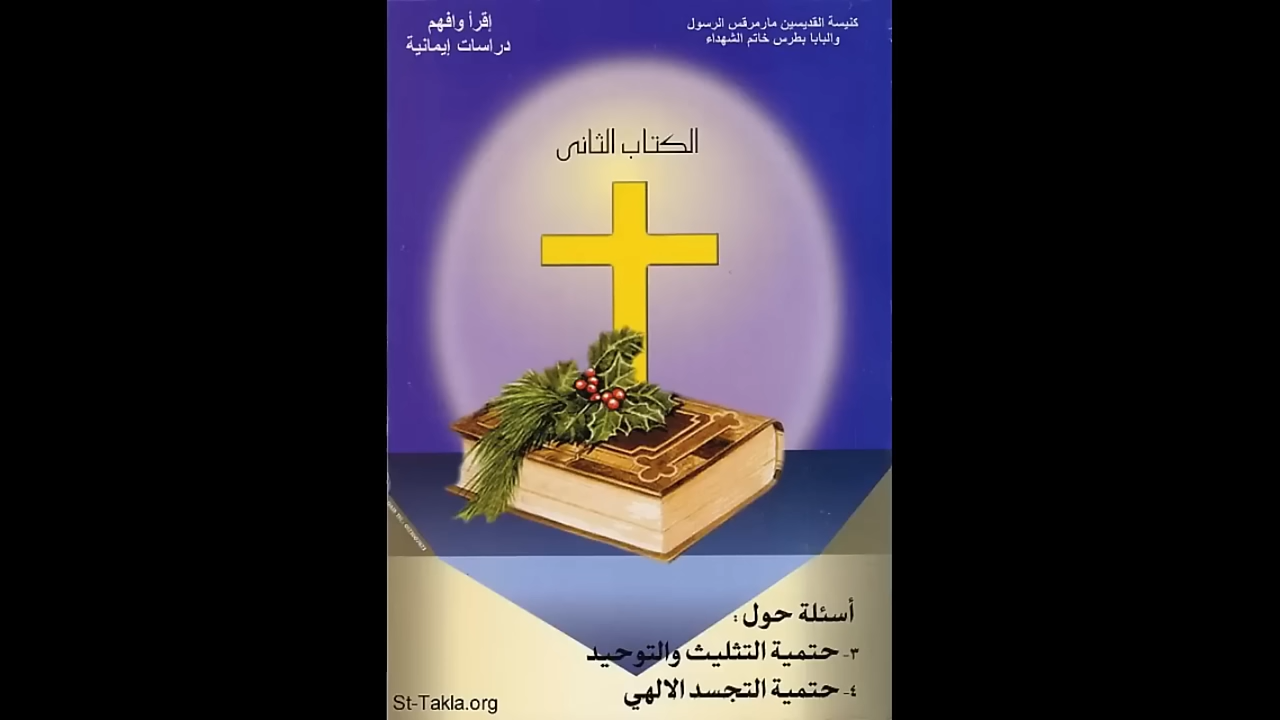 كنيسة القديسين مارمرقس الرسول
والبابا بطرس خاتم الشهداء
إقرأ وافهم
دراسات إيمانية
الكتاب الثانى
أسئلة حول :
٣- حتمية التثليث والتوحيد
٤- حتمية التجسد الالهي
St-Takla.org